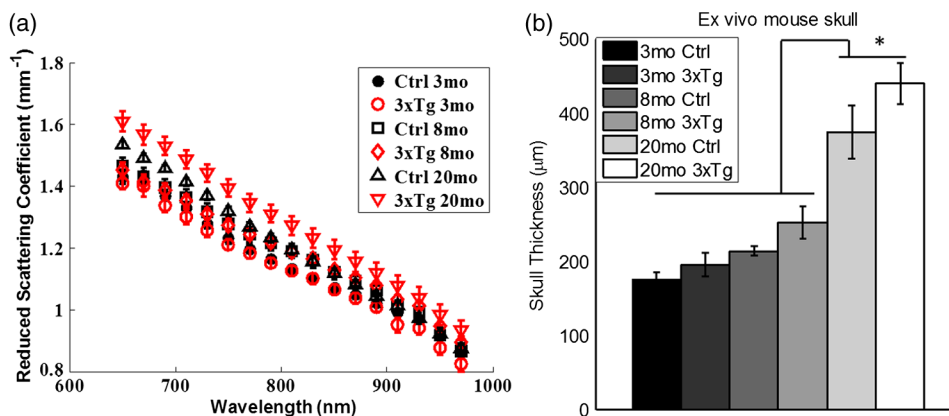 (a)
Reduced Scattering Coefficient (mm⁻¹)
1.8
1.6
1.4
1.2
1
0.8
600
700
800
900
1000
Wavelength (nm)
Ctrl 3mo
3xTg 3mo
Ctrl 8mo
3xTg 8mo
Ctrl 20mo
3xTg 20mo
(b)
Ex vivo mouse skull
Skull Thickness (μm)
500
400
300
200
100
0
3mo Ctrl
3mo 3xTg
8mo Ctrl
8mo 3xTg
20mo Ctrl
20mo 3xTg
*